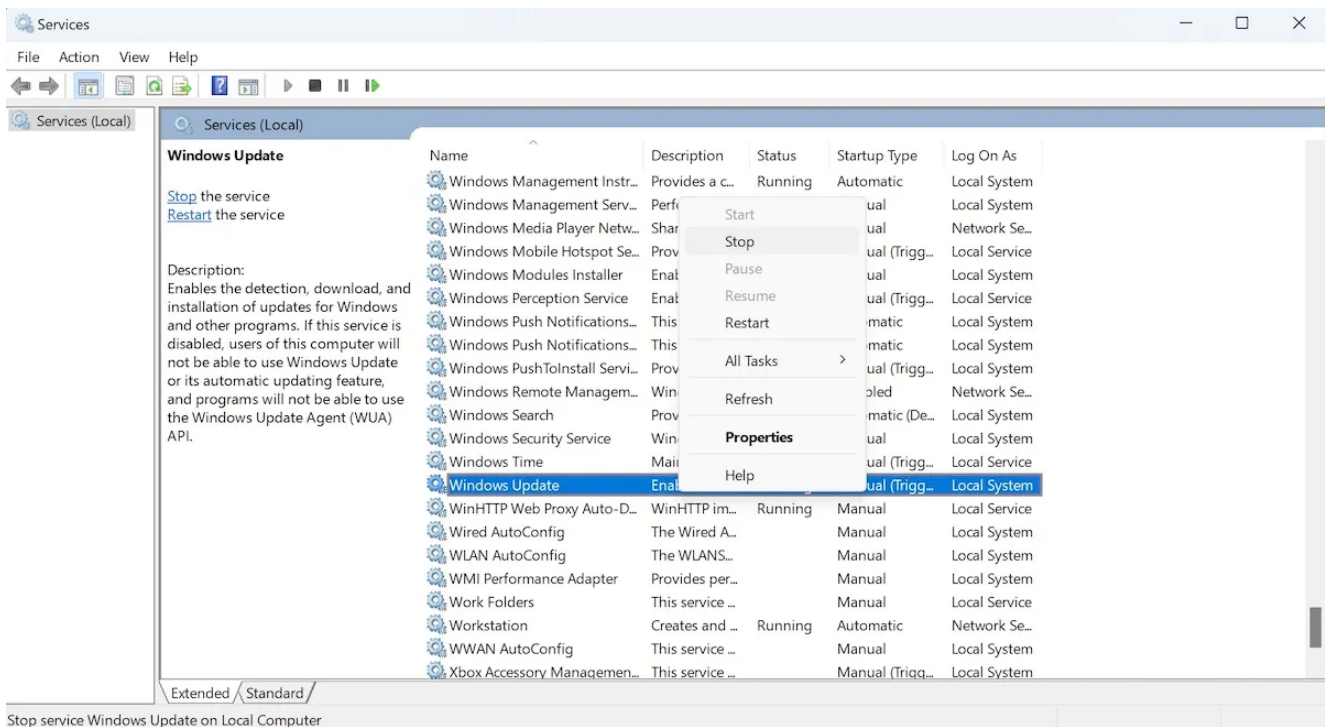 Services
File Action View Help
Services (Local)
Services (Local)
Windows Update
Stop the service
Restart the service
Description:
Enables the detection, download, and
installation of updates for Windows
and other programs. If this service is
disabled, users of this computer will
not be able to use Windows Update
or its automatic updating feature,
and programs will not be able to use
the Windows Update Agent (WUA)
API.
Name Description Status Startup Type Log On As
Windows Management Instr... Provides a c... Running Automatic Local System
Windows Management Serv... Perf ual Local System
Windows Media Player Netw... Shar ual Network Se...
Windows Mobile Hotspot Se... Prov ual (Trigg... Local Service
Windows Modules Installer Enab ual Local System
Windows Perception Service Enab ual (Trigg... Local Service
Windows Push Notifications... This matic Local System
Windows Push Notifications... This matic Local System
Windows PushToInstall Servi... Prov ual (Trigg... Local System
Windows Remote Managem... Win bled Network Se...
Windows Search Prov matic (De... Local System
Windows Security Service Win ual Local System
Windows Time Mai ual (Trigg... Local Service
Windows Update Enab ual (Trigg... Local System
WinHTTP Web Proxy Auto-D... WinHTTP im... Running Manual Local Service
Wired AutoConfig The Wired A... Manual Local System
WLAN AutoConfig The WLANS... Manual Local System
WMI Performance Adapter Provides per... Manual Local System
Work Folders This service ... Manual Local Service
Workstation Creates and ... Running Automatic Network Se...
WWAN AutoConfig This service ... Manual Local System
Xbox Accessory Managemen... This service ... Manual (Trigg... Local System
Start
Stop
Pause
Resume
Restart
All Tasks
Refresh
Properties
Help
Extended Standard
Stop service Windows Update on Local Computer